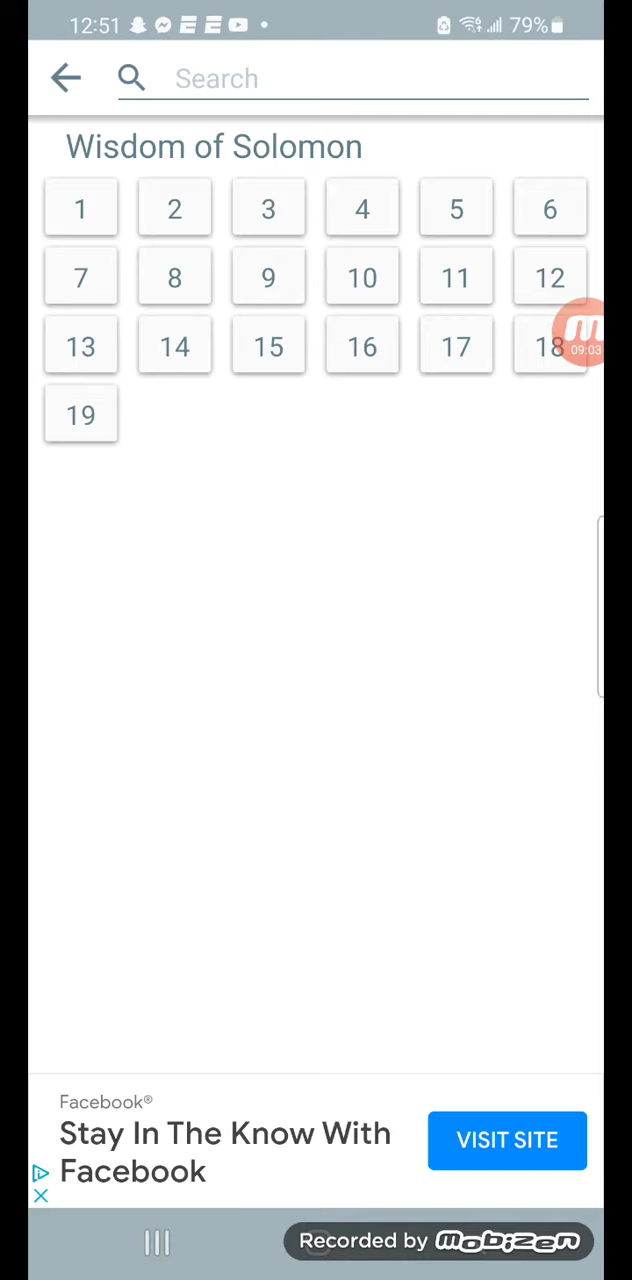 12:51 79%
Search
Wisdom of Solomon
1 2 3 4 5 6
7 8 9 10 11 12
13 14 15 16 17 18
09:03
19
Facebook®
Stay In The Know With
Facebook
VISIT SITE
Recorded by mobizen